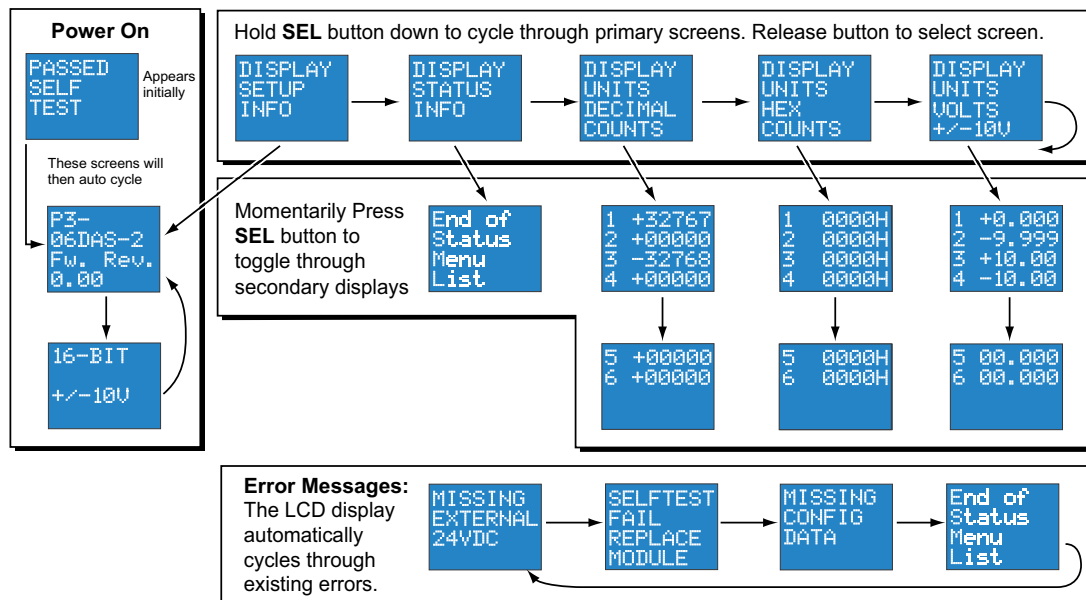 Power On
PASSED
SELF
TEST
Appears
initially
These screens will
then auto cycle
P3-
06DAS-2
Fw. Rev.
0.00
16-BIT
+/-10V
Hold SEL button down to cycle through primary screens. Release button to select screen.
DISPLAY
SETUP
INFO
DISPLAY
STATUS
INFO
DISPLAY
UNITS
DECIMAL
COUNTS
DISPLAY
UNITS
HEX
COUNTS
DISPLAY
UNITS
VOLTS
+/-10V
Momentarily Press
SEL button to
toggle through
secondary displays
End of
Status
Menu
List
1 +32767
2 +00000
3 -32768
4 +00000
1 0000H
2 0000H
3 0000H
4 0000H
1 +0.000
2 -9.999
3 +10.00
4 -10.00
5 +00000
6 +00000
5 0000H
6 0000H
5 00.000
6 00.000
Error Messages:
The LCD display
automatically
cycles through
existing errors.
MISSING
EXTERNAL
24VDC
SELFTEST
FAIL
REPLACE
MODULE
MISSING
CONFIG
DATA
End of
Status
Menu
List